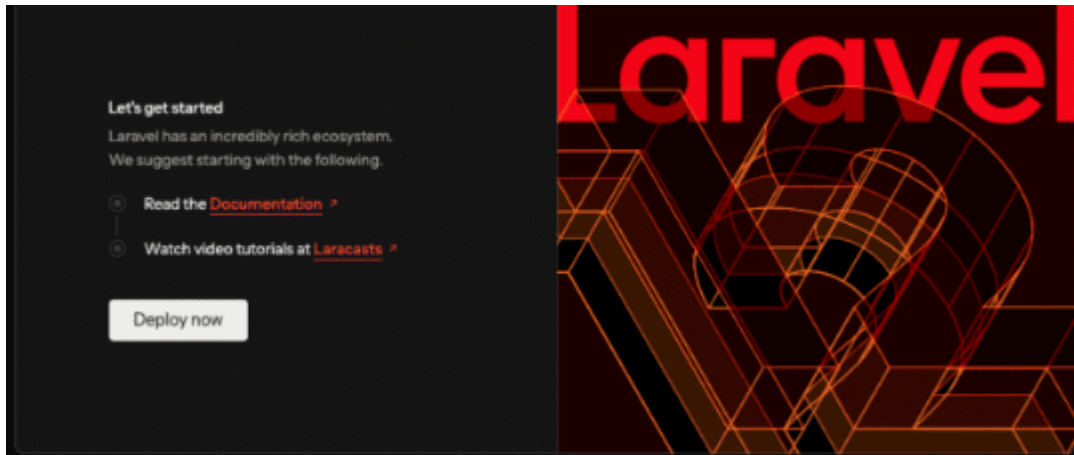 Laravel
Let's get started
Laravel has an incredibly rich ecosystem.
We suggest starting with the following.
Read the Documentation ↗
Watch video tutorials at Laracasts ↗
Deploy now